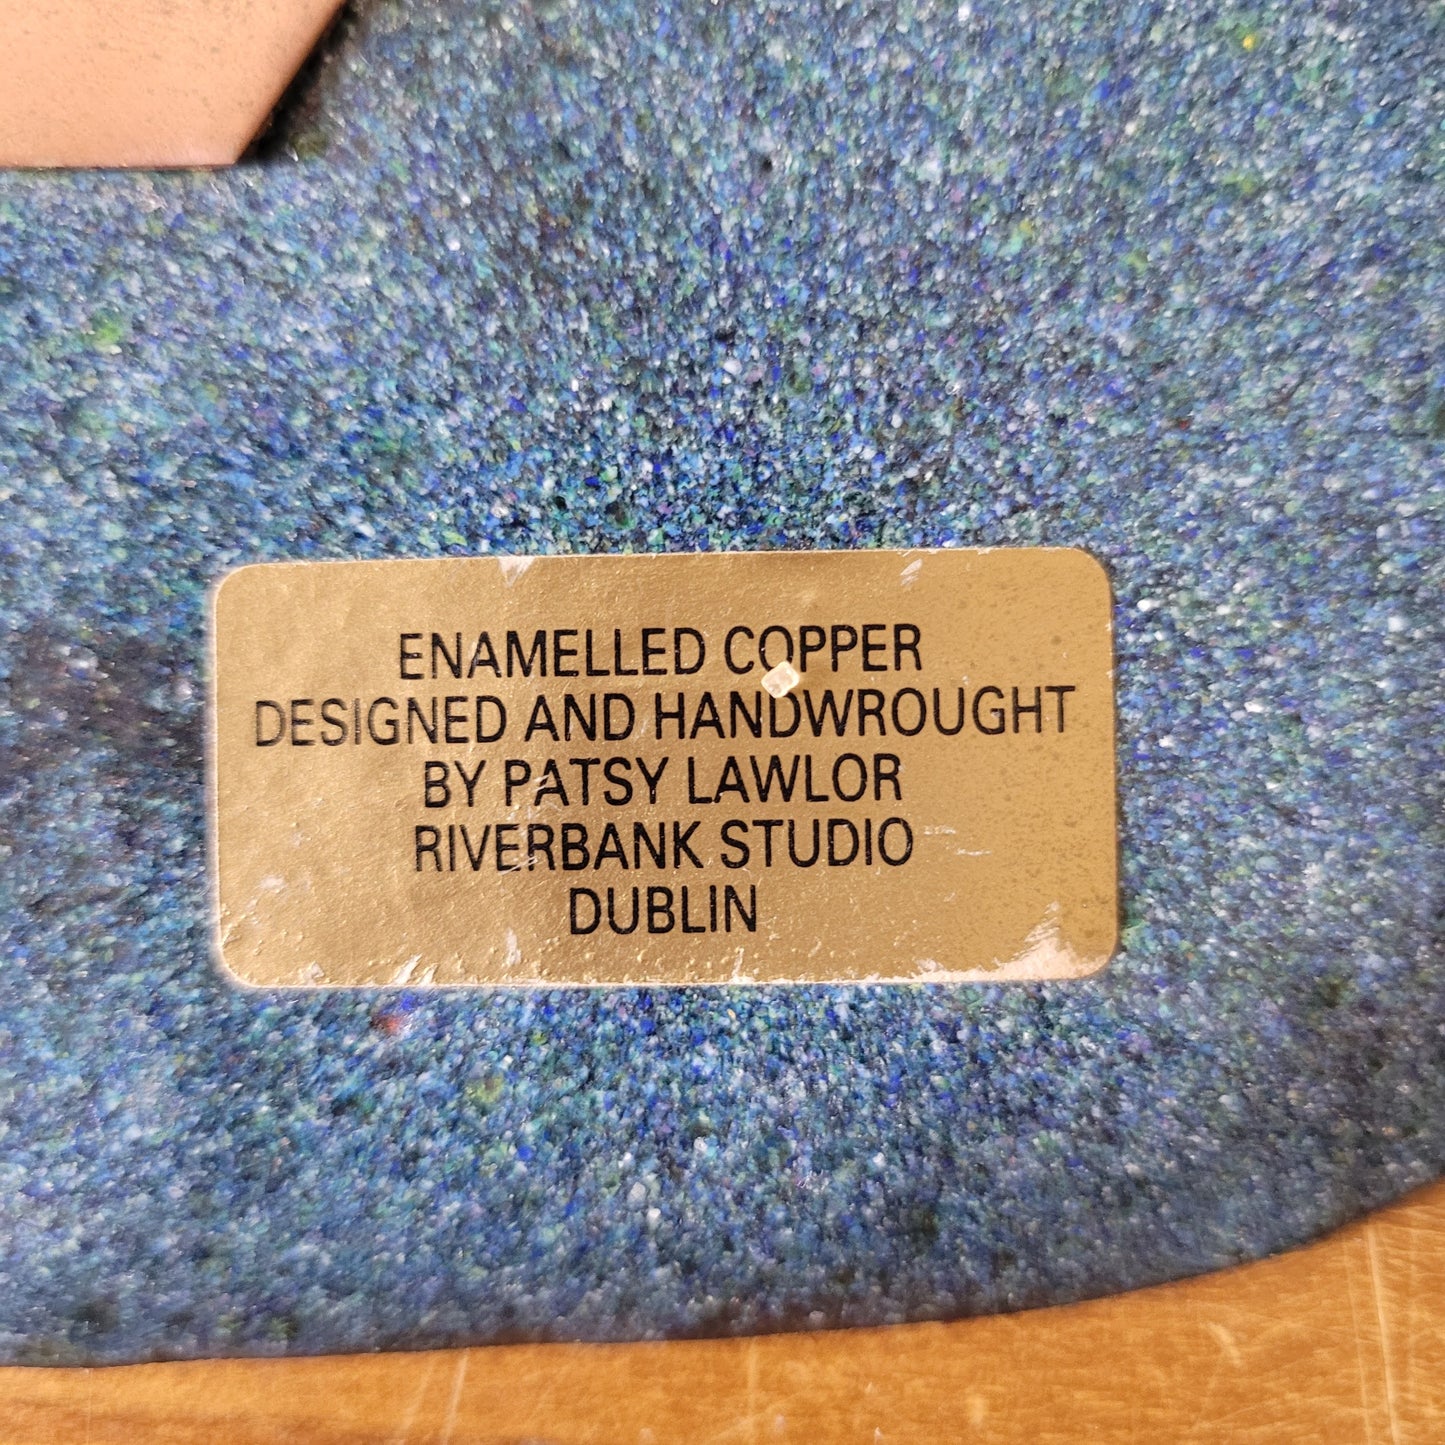 ENAMELLED COPPER
DESIGNED AND HANDWROUGHT
BY PATSY LAWLOR
RIVERBANK STUDIO
DUBLIN